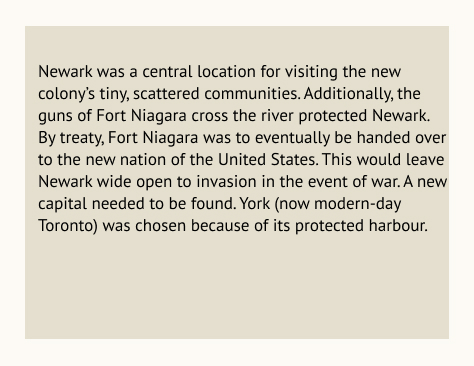 Newark was a central location for visiting the new
colony's tiny, scattered communities. Additionally, the
guns of Fort Niagara cross the river protected Newark.
By treaty, Fort Niagara was to eventually be handed over
to the new nation of the United States. This would leave
Newark wide open to invasion in the event of war. A new
capital needed to be found. York (now modern-day
Toronto) was chosen because of its protected harbour.